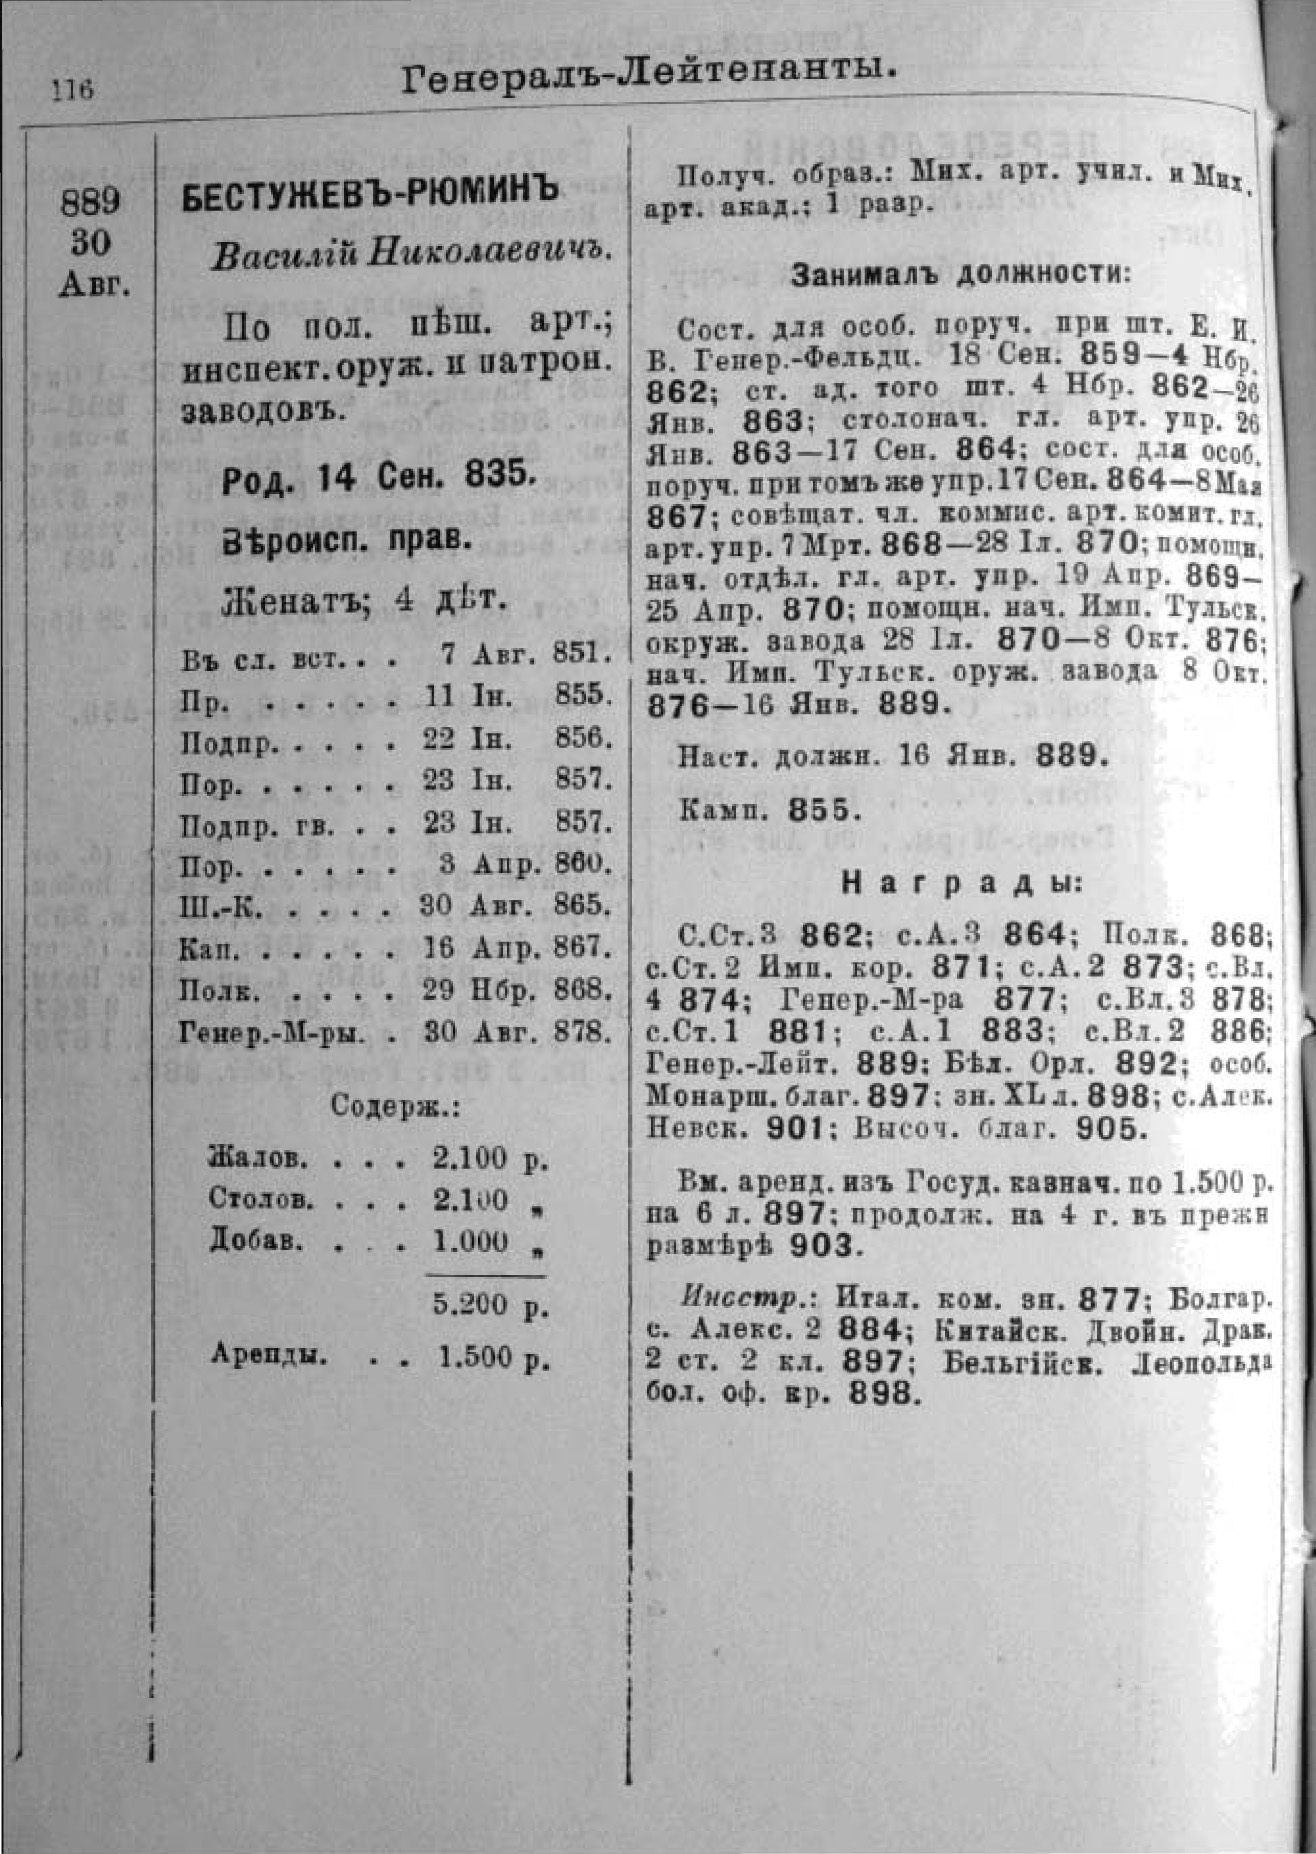 116
Генералъ-Лейтенанты.
889
30
Авг.
БЕСТУЖЕВЪ-РЮМИНЪ
Василій Николаевичъ.
По пол. пѣш. арт.;
инспект. оруж. и патрон.
заводовъ.
Род. 14 Сен. 835.
Вѣроисп. прав.
Женатъ; 4 дѣт.
Въ сл. вст. . . 7 Авг. 851.
Пр. . . . . . 11 Ін. 855.
Подпр. . . . . 22 Ін. 856.
Пор. . . . . . 23 Ін. 857.
Подпр. гв. . . 23 Ін. 857.
Пор. . . . . . 3 Апр. 860.
Ш.-К. . . . . 30 Авг. 865.
Кап. . . . . . 16 Апр. 867.
Полк. . . . . 29 Нбр. 868.
Генер.-М-ры. . 30 Авг. 878.
Содерж.:
Жалов. . . . 2.100 р.
Столов. . . . 2.100 „
Добав. . . . 1.000 „
5.200 р.
Аренды. . . 1.500 р.
Получ. образ.: Мих. арт. учил. и Мих.
арт. акад.; 1 разр.
Занималъ должности:
Сост. для особ. поруч. при шт. Е. И.
В. Генер.-Фельдц. 18 Сен. 859—4 Нбр.
862; ст. ад. того шт. 4 Нбр. 862—26
Янв. 863; столонач. гл. арт. упр. 26
Янв. 863—17 Сен. 864; сост. для особ.
поруч. при томъ же упр. 17 Сен. 864—8 Мая
867; совѣщат. чл. коммис. арт. комит. гл.
арт. упр. 7 Мрт. 868—28 Іл. 870; помощн.
нач. отдѣл. гл. арт. упр. 19 Апр. 869—
25 Апр. 870; помощн. нач. Имп. Тульск.
окруж. завода 28 Іл. 870—8 Окт. 876;
нач. Имп. Тульск. оруж. завода 8 Окт.
876—16 Янв. 889.
Наст. должн. 16 Янв. 889.
Камп. 855.
Награды:
С.Ст.3 862; с.А.3 864; Полк. 868;
с.Ст.2 Имп. кор. 871; с.А.2 873; с.Вл.
4 874; Генер.-М-ра 877; с.Вл.3 878;
с.Ст.1 881; с.А.1 883; с.Вл.2 886;
Генер.-Лейт. 889; Бѣл. Орл. 892; особ.
Монарш. благ. 897; зн. XL л. 898; с.Алек.
Невск. 901; Высоч. благ. 905.
Вм. аренд. изъ Госуд. казнач. по 1.500 р.
на 6 л. 897; продолж. на 4 г. въ прежн
размѣрѣ 903.
Иностр.: Итал. ком. зн. 877; Болгар.
с. Алекс. 2 884; Китайск. Двойн. Драк.
2 ст. 2 кл. 897; Бельгійск. Леопольда
бол. оф. кр. 898.